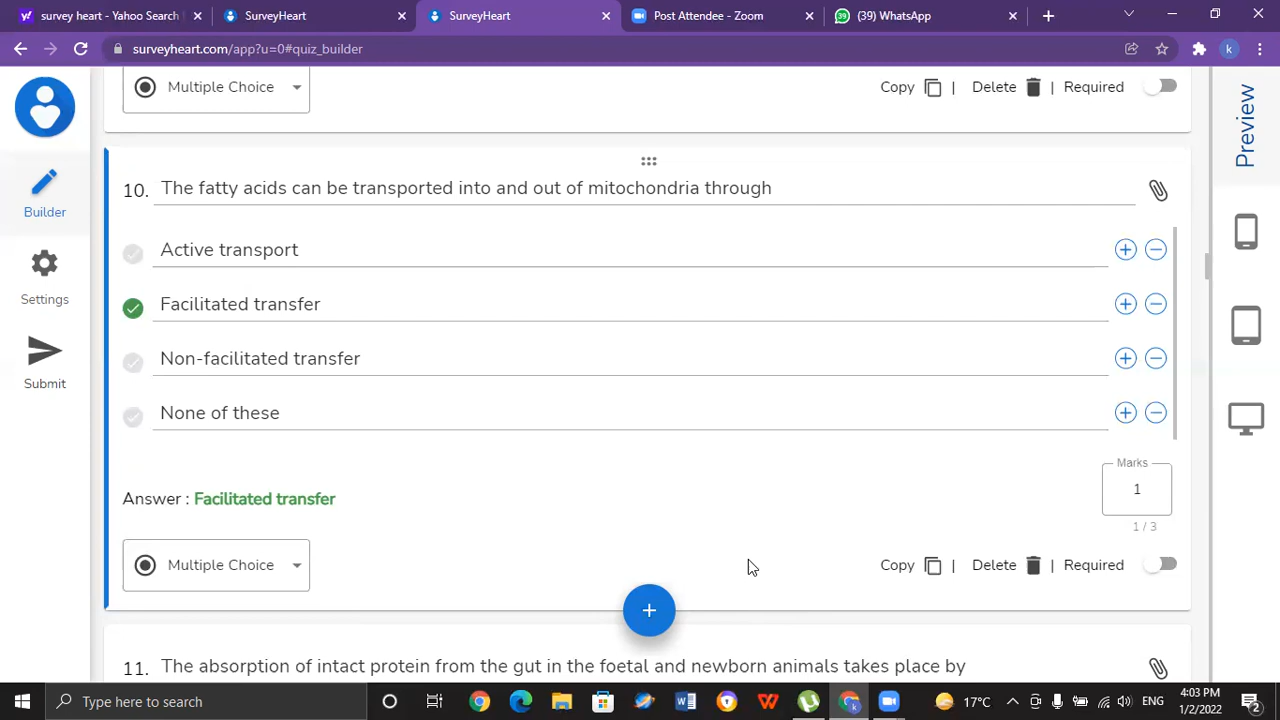 survey heart - Yahoo Search
SurveyHeart
SurveyHeart
Post Attendee - Zoom
(39) WhatsApp
surveyheart.com/app?u=0#quiz_builder
k
Multiple Choice
Copy | Delete | Required
Preview
Builder
Settings
Submit
10. The fatty acids can be transported into and out of mitochondria through
Active transport
Facilitated transfer
Non-facilitated transfer
None of these
Marks
1
1 / 3
Answer : Facilitated transfer
Multiple Choice
Copy | Delete | Required
11. The absorption of intact protein from the gut in the foetal and newborn animals takes place by
Type here to search
17°C
ENG
4:03 PM
1/2/2022
2